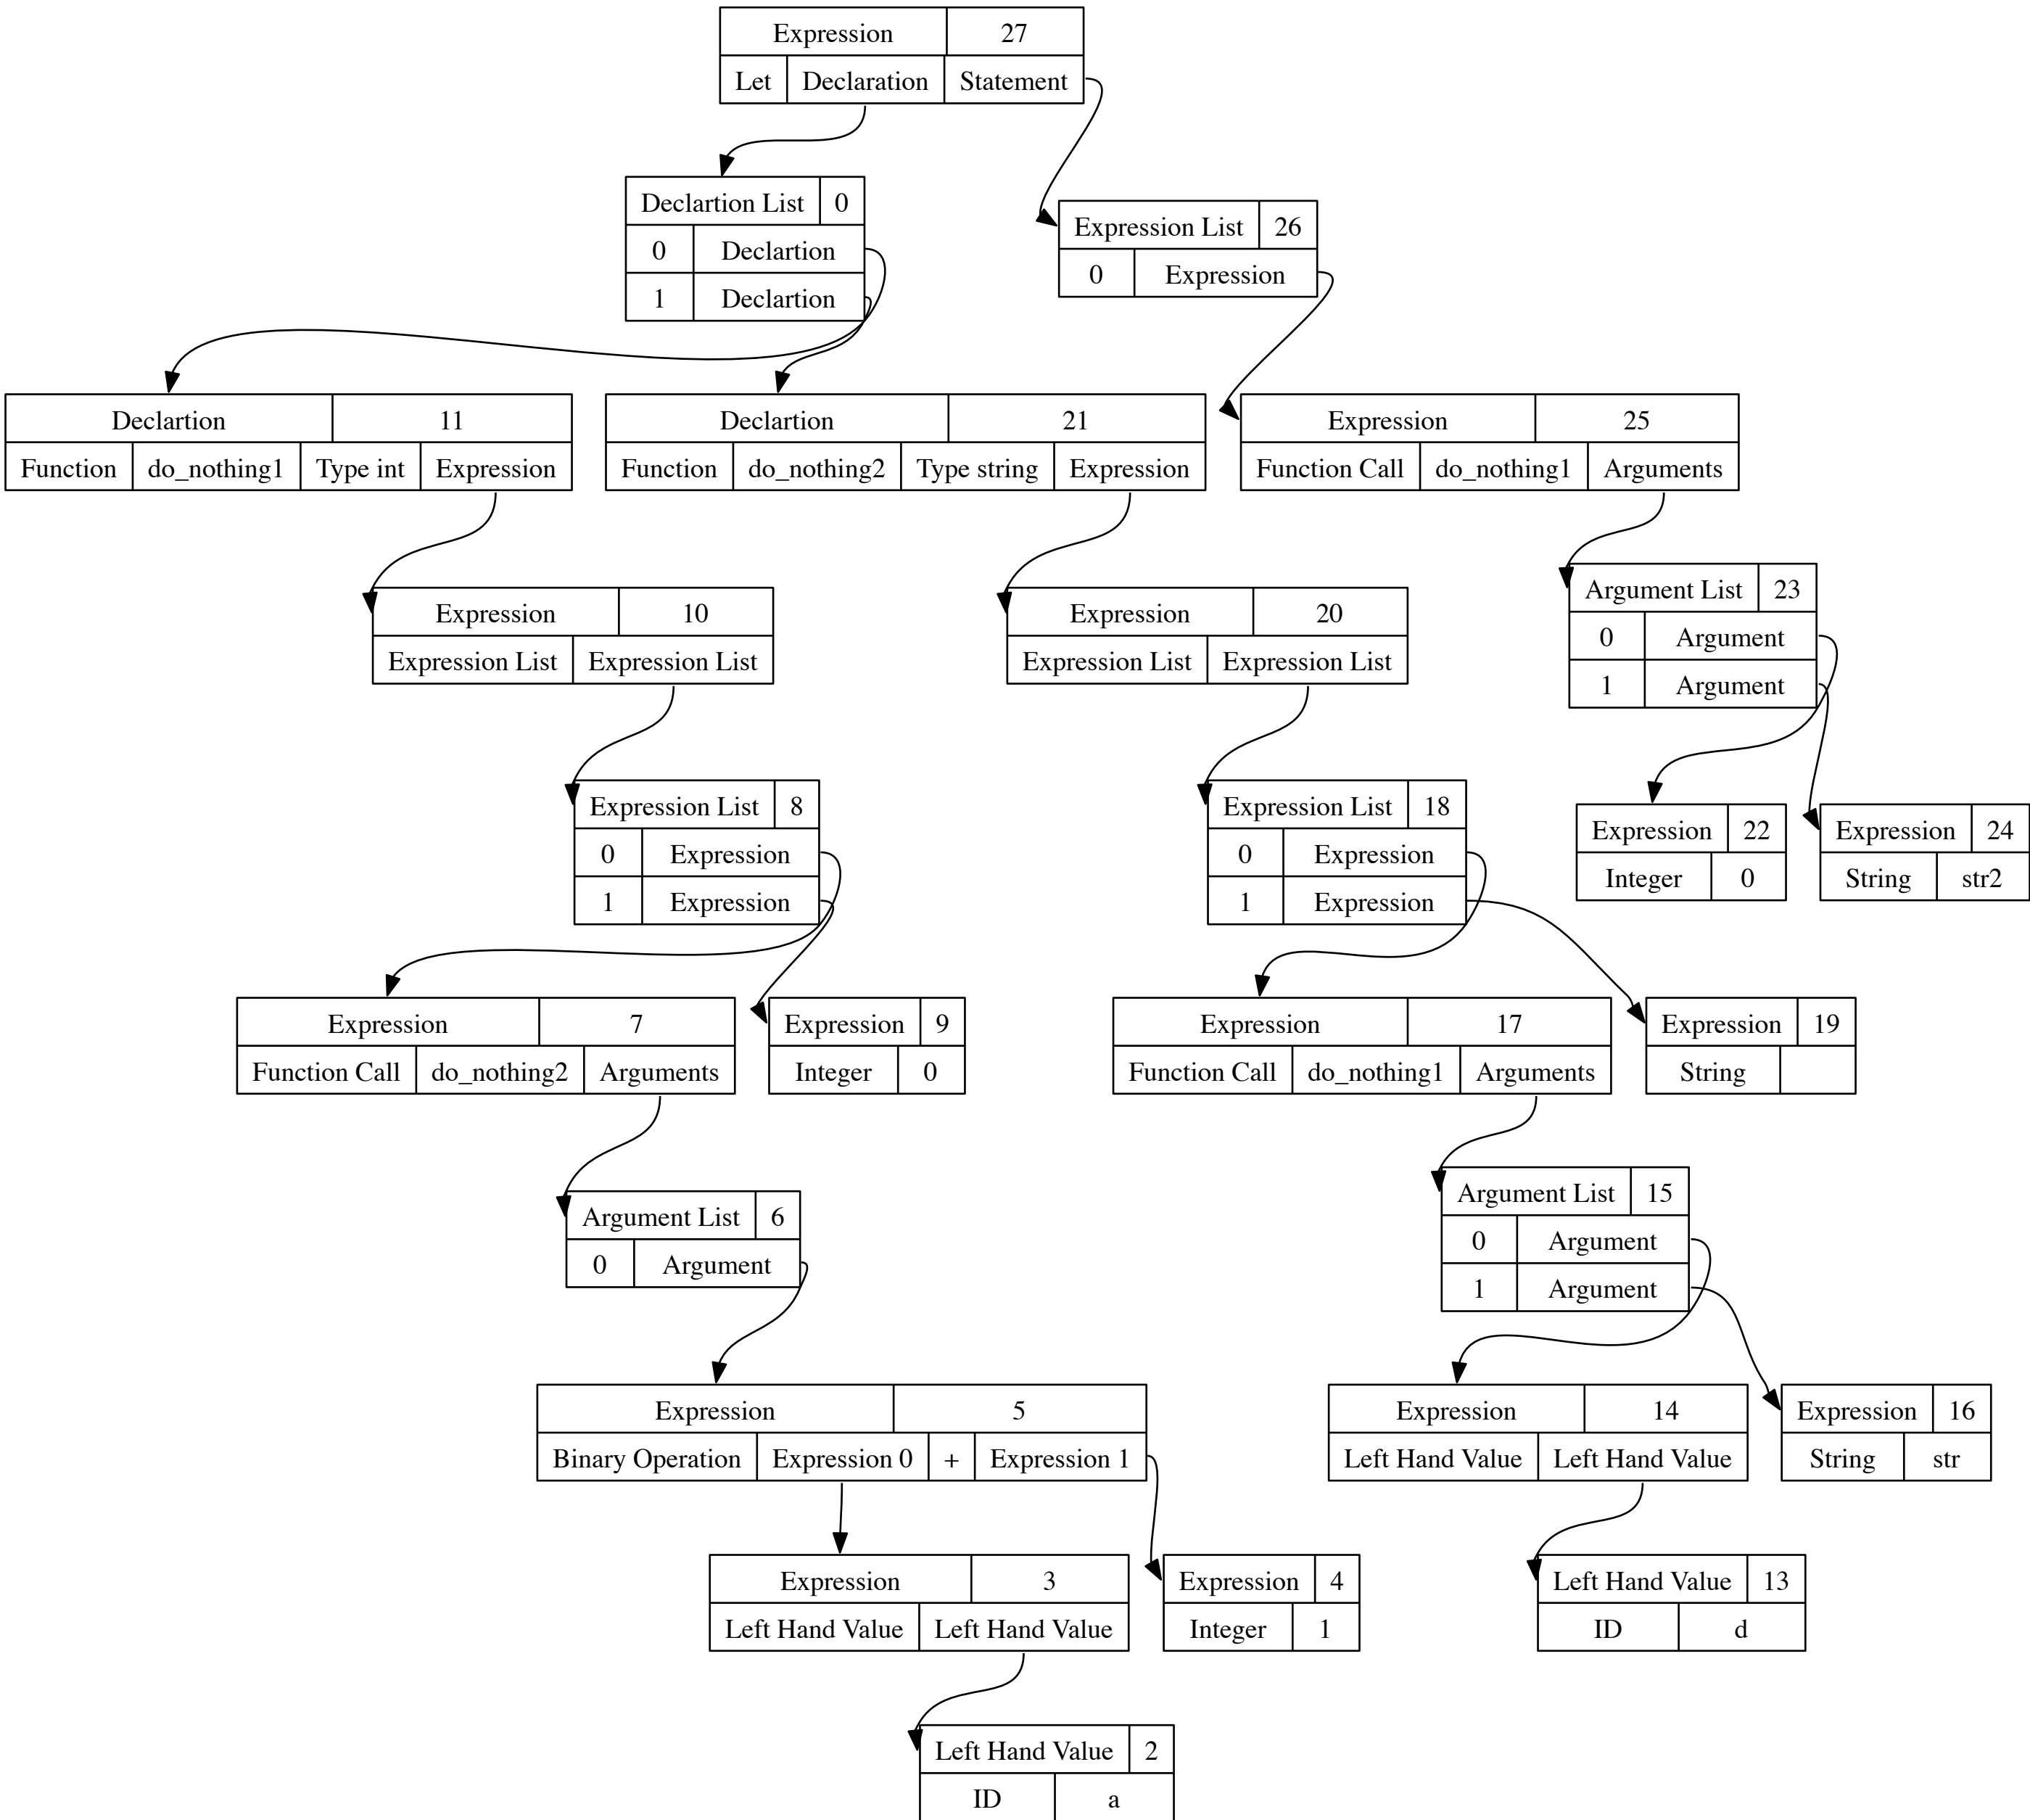 Expression 27
Let Declaration Statement
Declartion List 0
0 Declartion
1 Declartion
Expression List 26
0 Expression
Declartion 11
Function do_nothing1 Type int Expression
Declartion 21
Function do_nothing2 Type string Expression
Expression 25
Function Call do_nothing1 Arguments
Expression 10
Expression List Expression List
Expression 20
Expression List Expression List
Argument List 23
0 Argument
1 Argument
Expression List 8
0 Expression
1 Expression
Expression List 18
0 Expression
1 Expression
Expression 22
Integer 0
Expression 24
String str2
Expression 7
Function Call do_nothing2 Arguments
Expression 9
Integer 0
Expression 17
Function Call do_nothing1 Arguments
Expression 19
String
Argument List 6
0 Argument
Argument List 15
0 Argument
1 Argument
Expression 5
Binary Operation Expression 0 + Expression 1
Expression 14
Left Hand Value Left Hand Value
Expression 16
String str
Expression 3
Left Hand Value Left Hand Value
Expression 4
Integer 1
Left Hand Value 13
ID d
Left Hand Value 2
ID a